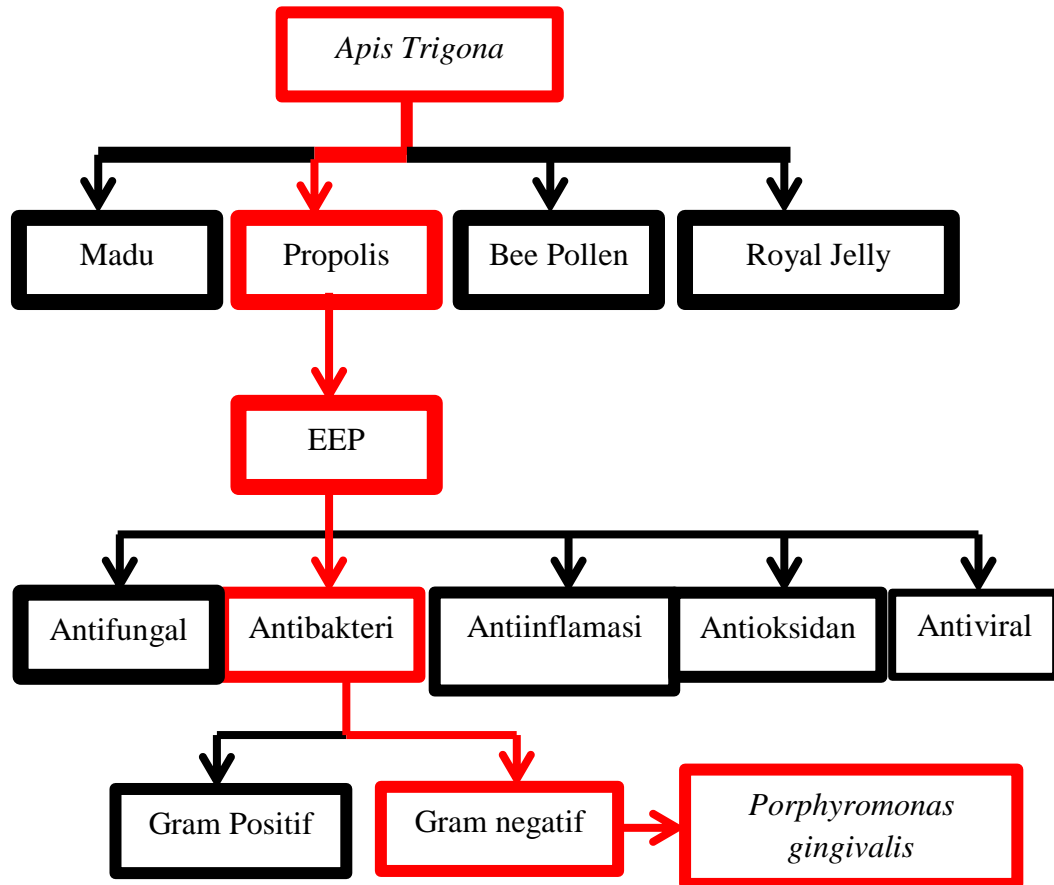 Apis Trigona
Madu
Propolis
Bee Pollen
Royal Jelly
EEP
Antifungal
Antibakteri
Antiinflamasi
Antioksidan
Antiviral
Gram Positif
Gram negatif
Porphyromonas
gingivalis